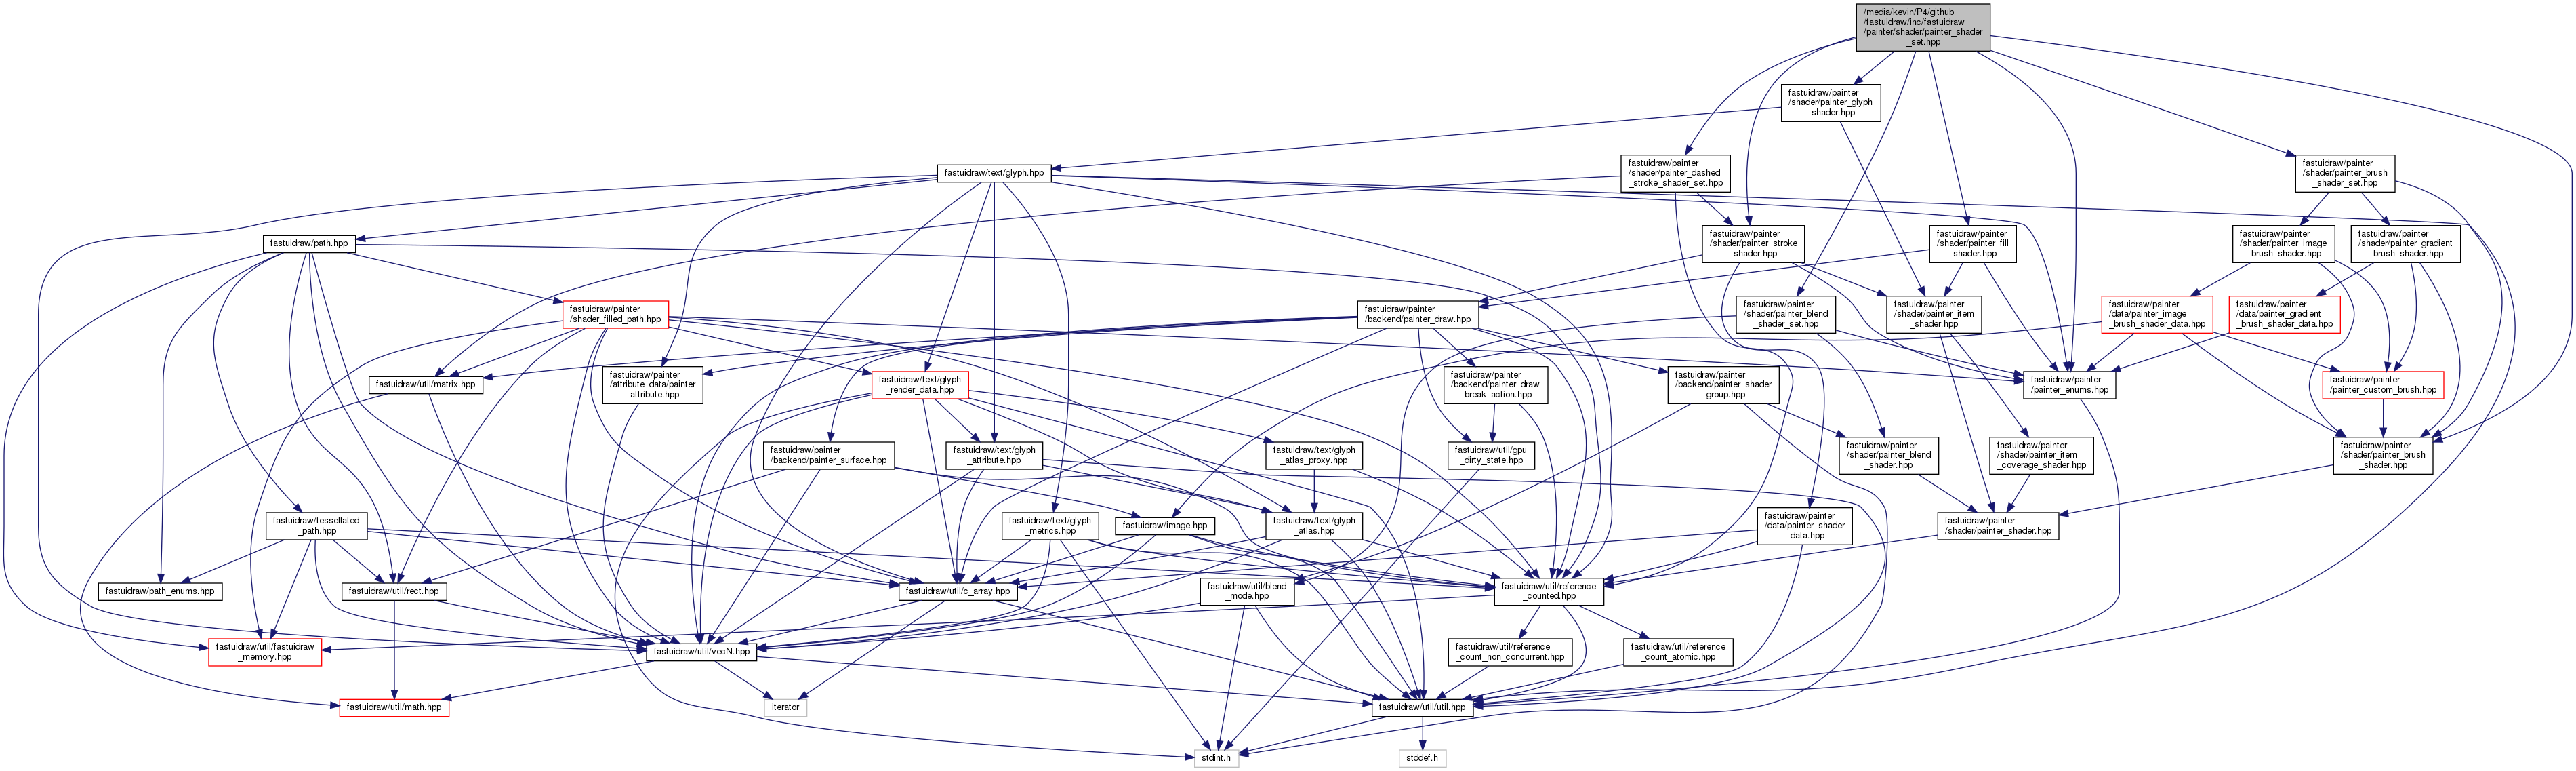 /media/kevin/P4/github
/fastuidraw/inc/fastuidraw
/painter/shader/painter_shader
_set.hpp
fastuidraw/painter
/shader/painter_glyph
_shader.hpp
fastuidraw/text/glyph.hpp
fastuidraw/painter
/shader/painter_dashed
_stroke_shader_set.hpp
fastuidraw/painter
/shader/painter_brush
_shader_set.hpp
fastuidraw/path.hpp
fastuidraw/painter
/shader/painter_stroke
_shader.hpp
fastuidraw/painter
/shader/painter_fill
_shader.hpp
fastuidraw/painter
/shader/painter_image
_brush_shader.hpp
fastuidraw/painter
/shader/painter_gradient
_brush_shader.hpp
fastuidraw/painter
/shader_filled_path.hpp
fastuidraw/painter
/backend/painter_draw.hpp
fastuidraw/painter
/shader/painter_blend
_shader_set.hpp
fastuidraw/painter
/shader/painter_item
_shader.hpp
fastuidraw/painter
/data/painter_image
_brush_shader_data.hpp
fastuidraw/painter
/data/painter_gradient
_brush_shader_data.hpp
fastuidraw/util/matrix.hpp
fastuidraw/painter
/attribute_data/painter
_attribute.hpp
fastuidraw/text/glyph
_render_data.hpp
fastuidraw/painter
/backend/painter_draw
_break_action.hpp
fastuidraw/painter
/backend/painter_shader
_group.hpp
fastuidraw/painter
/painter_enums.hpp
fastuidraw/painter
/painter_custom_brush.hpp
fastuidraw/painter
/backend/painter_surface.hpp
fastuidraw/text/glyph
_attribute.hpp
fastuidraw/text/glyph
_atlas_proxy.hpp
fastuidraw/util/gpu
_dirty_state.hpp
fastuidraw/painter
/shader/painter_blend
_shader.hpp
fastuidraw/painter
/shader/painter_item
_coverage_shader.hpp
fastuidraw/painter
/shader/painter_brush
_shader.hpp
fastuidraw/tessellated
_path.hpp
fastuidraw/text/glyph
_metrics.hpp
fastuidraw/image.hpp
fastuidraw/text/glyph
_atlas.hpp
fastuidraw/painter
/data/painter_shader
_data.hpp
fastuidraw/painter
/shader/painter_shader.hpp
fastuidraw/path_enums.hpp
fastuidraw/util/rect.hpp
fastuidraw/util/c_array.hpp
fastuidraw/util/blend
_mode.hpp
fastuidraw/util/reference
_counted.hpp
fastuidraw/util/fastuidraw
_memory.hpp
fastuidraw/util/vecN.hpp
fastuidraw/util/reference
_count_non_concurrent.hpp
fastuidraw/util/reference
_count_atomic.hpp
fastuidraw/util/math.hpp
iterator
fastuidraw/util/util.hpp
stdint.h
stddef.h